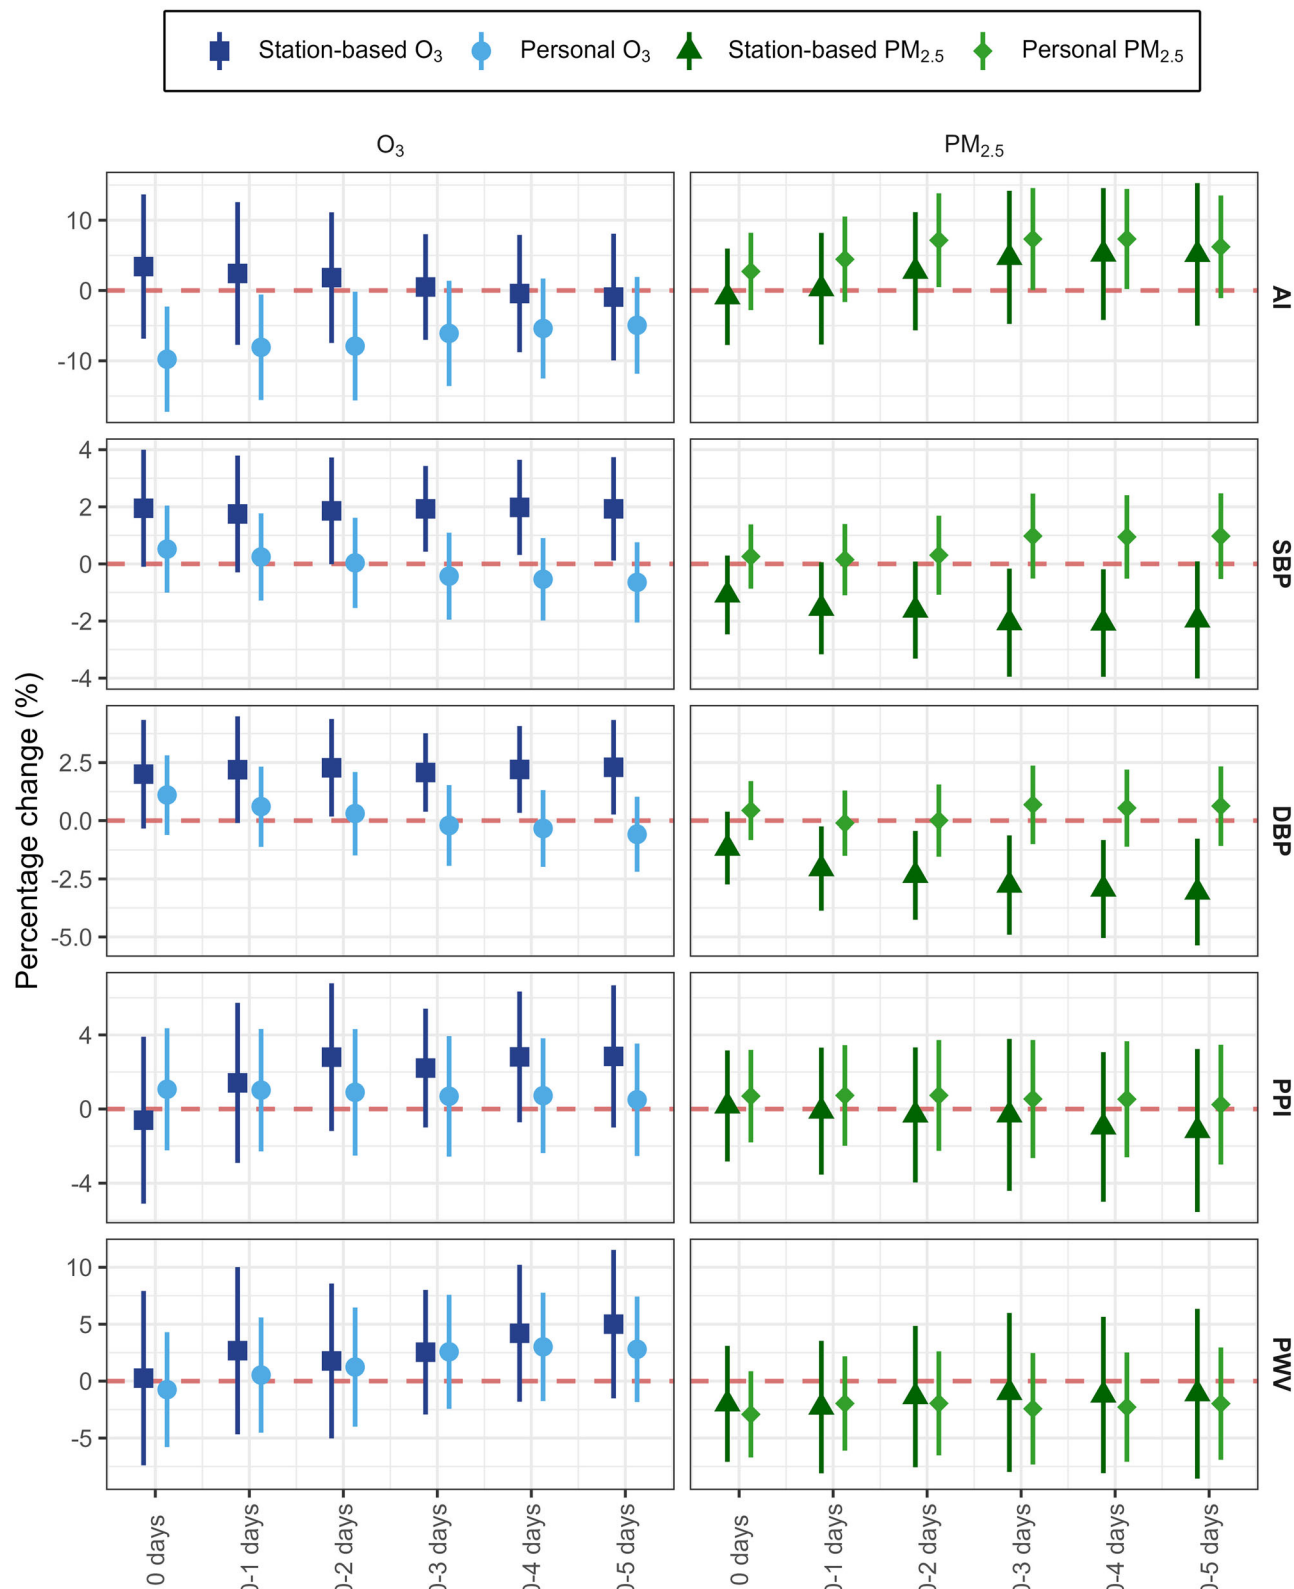 Station-based O₃ Personal O₃ Station-based PM₂.₅ Personal PM₂.₅
O₃ PM₂.₅
Percentage change (%)
10
0
-10
AI
4
2
0
-2
-4
SBP
2.5
0.0
-2.5
-5.0
DBP
4
0
-4
PPI
10
5
0
-5
PWV
0 days
0-1 days
0-2 days
0-3 days
0-4 days
0-5 days
0 days
0-1 days
0-2 days
0-3 days
0-4 days
0-5 days